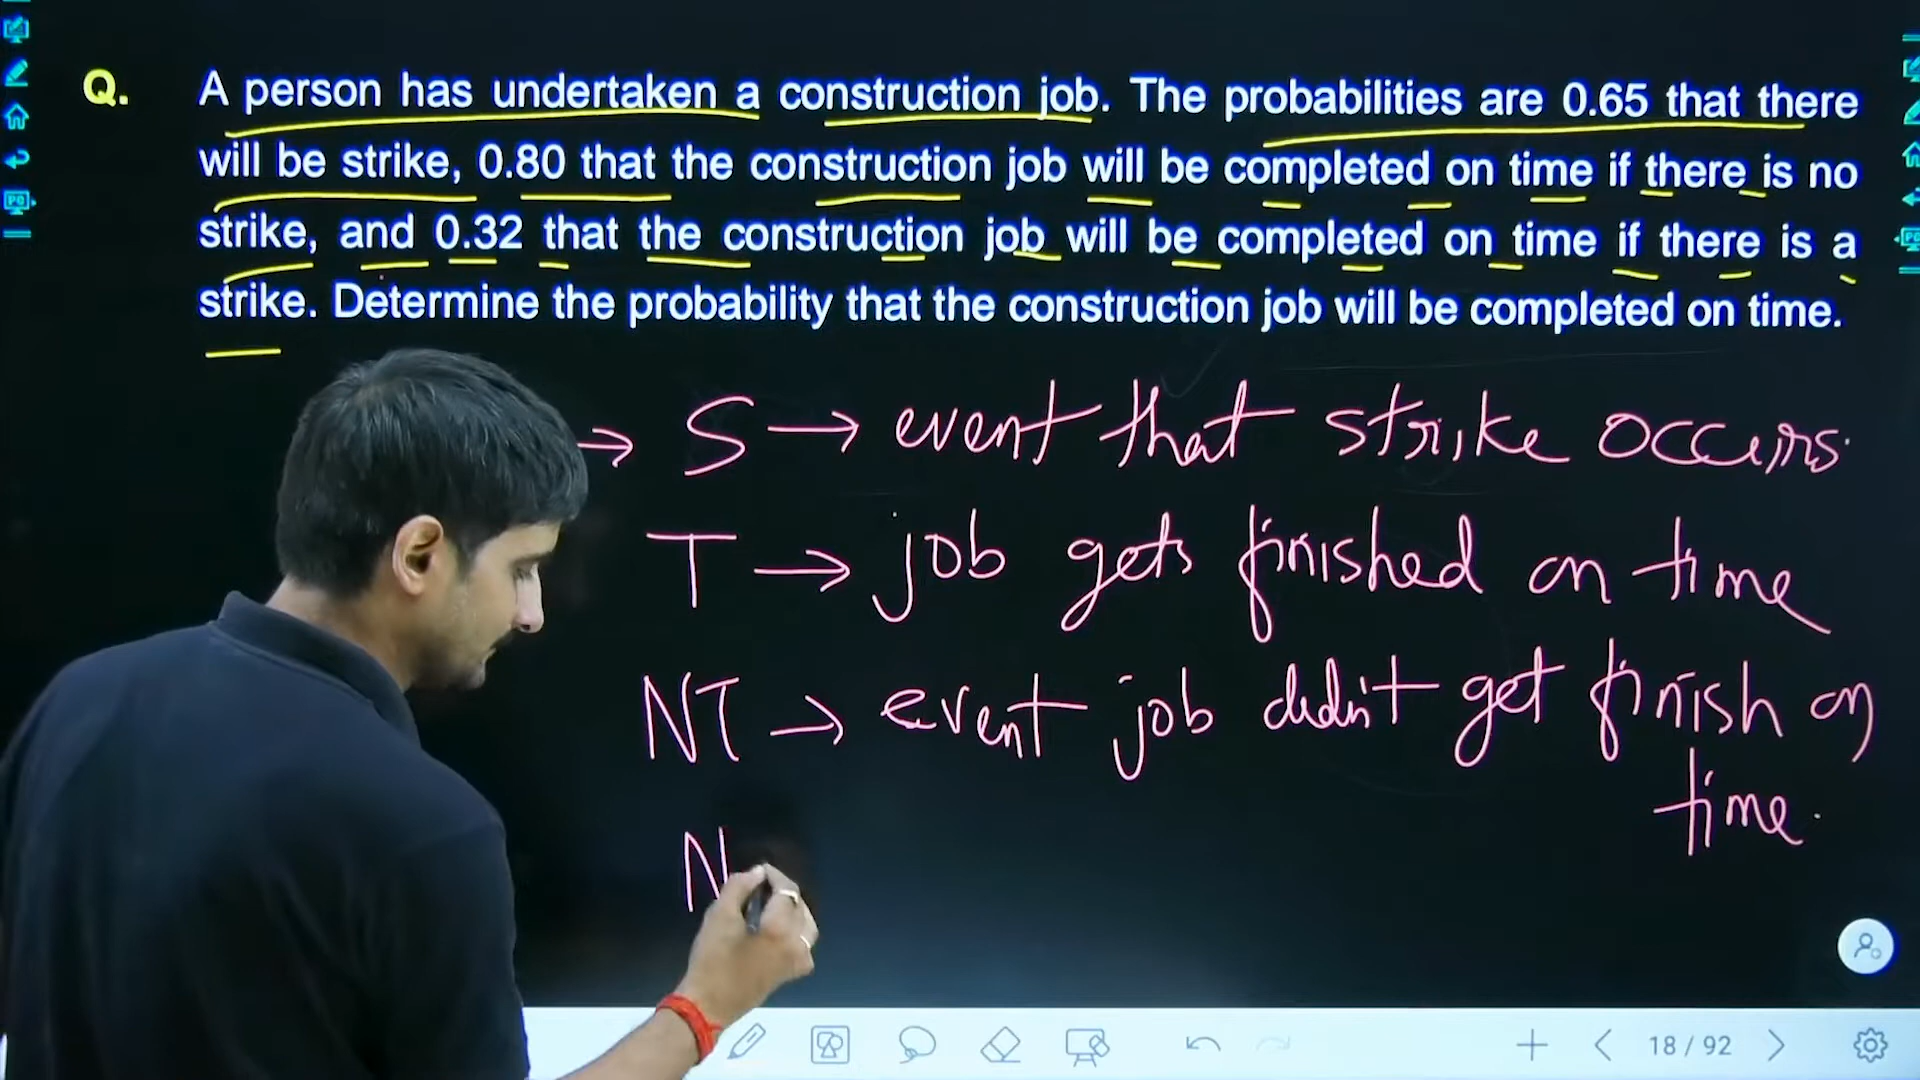 Q. A person has undertaken a construction job. The probabilities are 0.65 that there
will be strike, 0.80 that the construction job will be completed on time if there is no
strike, and 0.32 that the construction job will be completed on time if there is a
strike. Determine the probability that the construction job will be completed on time.
→ S → event that strike occurs.
T → job gets finished on time
NT → event job didn't get finish on
time.
N
18 / 92